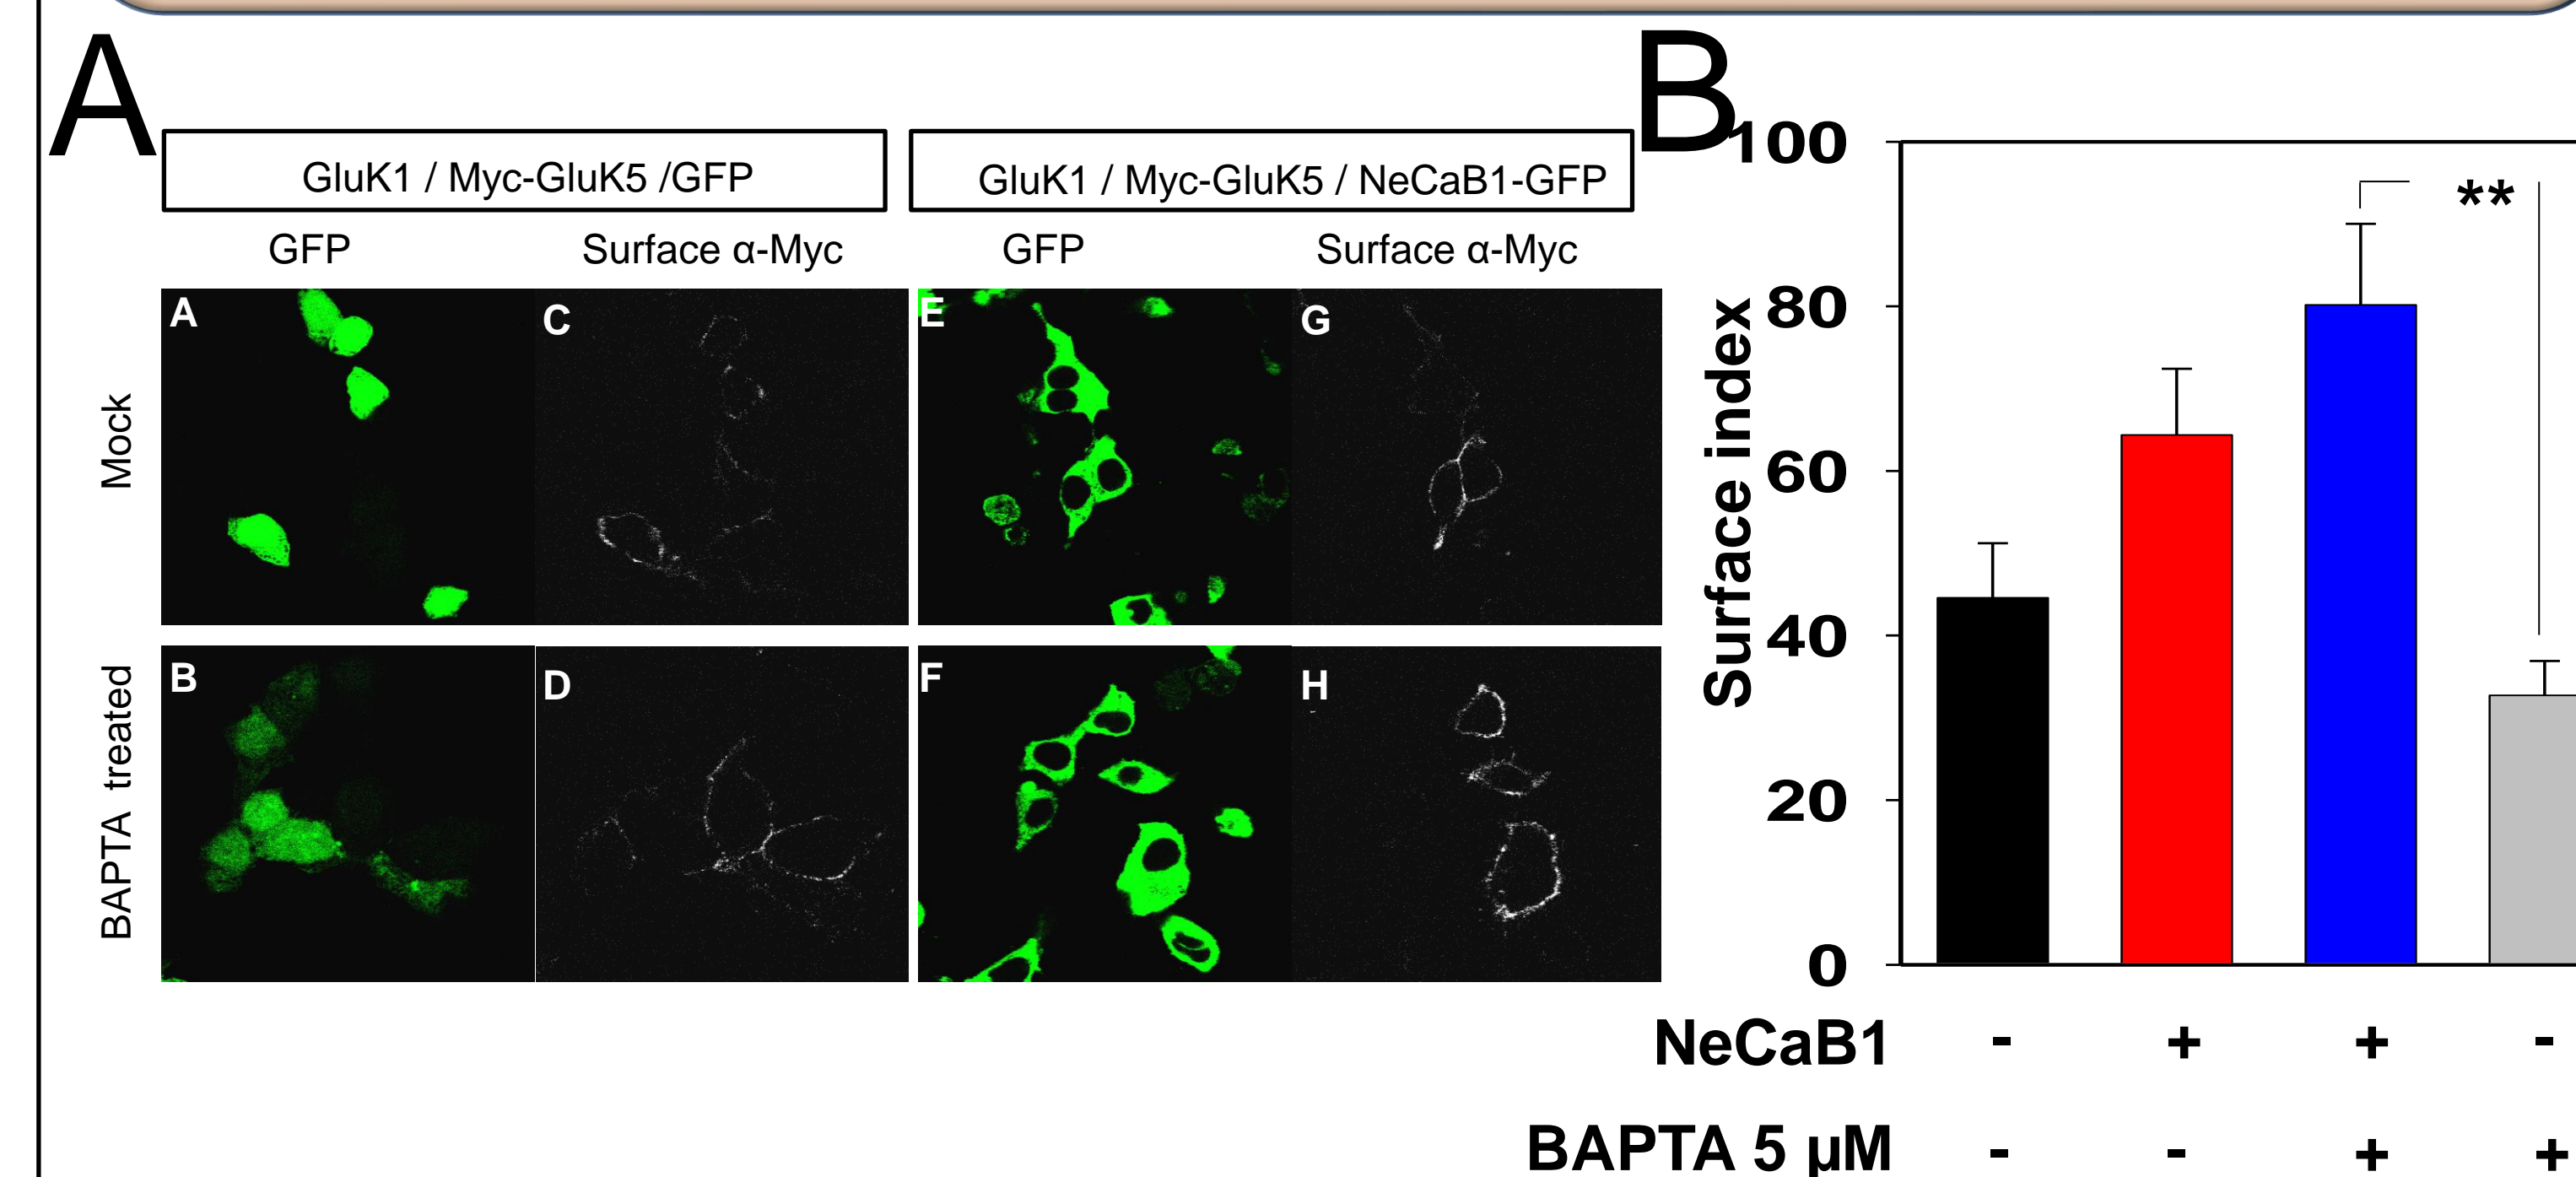 A
B
GluK1 / Myc-GluK5 /GFP
GluK1 / Myc-GluK5 / NeCaB1-GFP
GFP
Surface α-Myc
GFP
Surface α-Myc
Mock
A
C
E
G
BAPTA treated
B
D
F
H
Surface index
100
80
60
40
20
0
**
NeCaB1 - + + -
BAPTA 5 µM - - + +